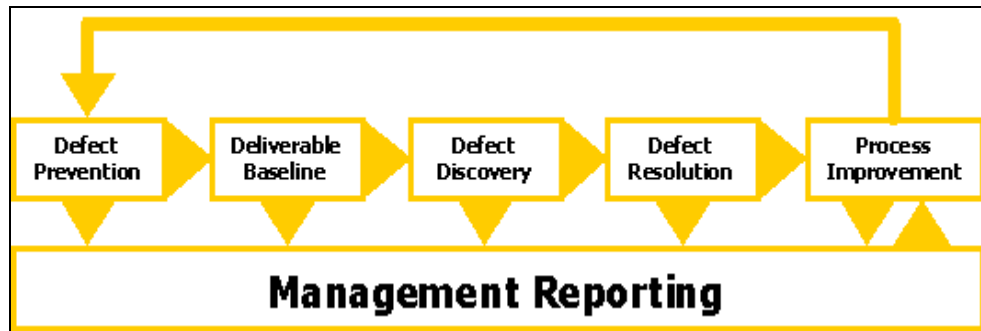 Defect
Prevention
Deliverable
Baseline
Defect
Discovery
Defect
Resolution
Process
Improvement
Management Reporting